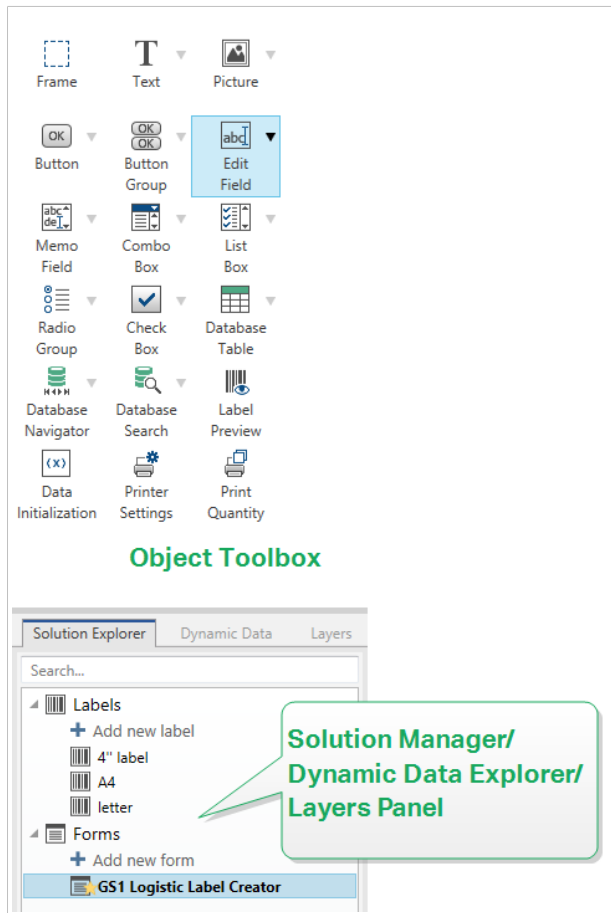 Frame Text Picture
OK OK OK abc
Button Button Edit
Group Field
abc
de
Memo Combo List
Field Box Box
Radio Check Database
Group Box Table
Database Database Label
Navigator Search Preview
(x)
Data Printer Print
Initialization Settings Quantity
Object Toolbox
Solution Explorer Dynamic Data Layers
Search...
Labels
Add new label
4" label
A4
letter
Forms
Add new form
GS1 Logistic Label Creator
Solution Manager/
Dynamic Data Explorer/
Layers Panel